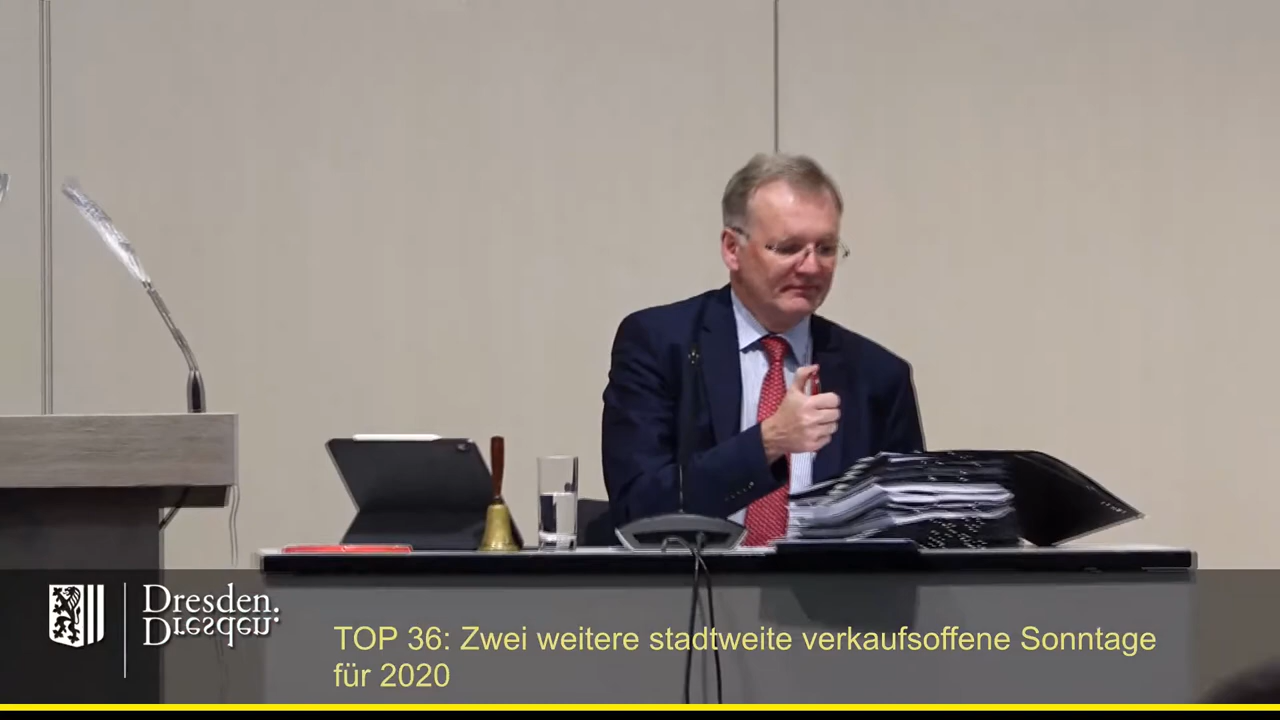 Dresden.
Dresden.
TOP 36: Zwei weitere stadtweite verkaufsoffene Sonntage
für 2020